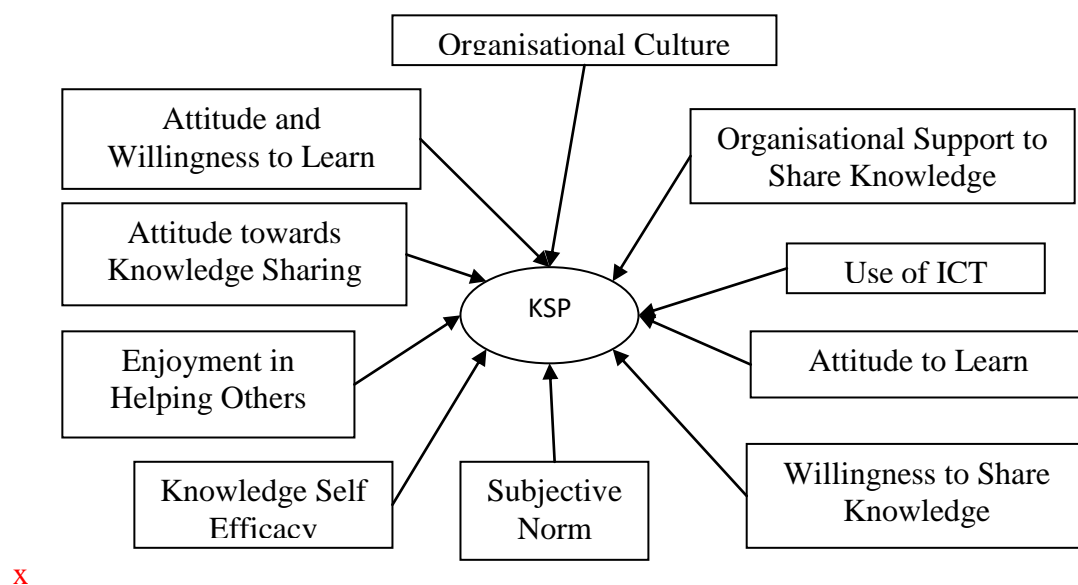 Organisational Culture
Attitude and
Willingness to Learn
Organisational Support to
Share Knowledge
Attitude towards
Knowledge Sharing
Use of ICT
KSP
Enjoyment in
Helping Others
Attitude to Learn
Knowledge Self
Efficacy
Subjective
Norm
Willingness to Share
Knowledge
x